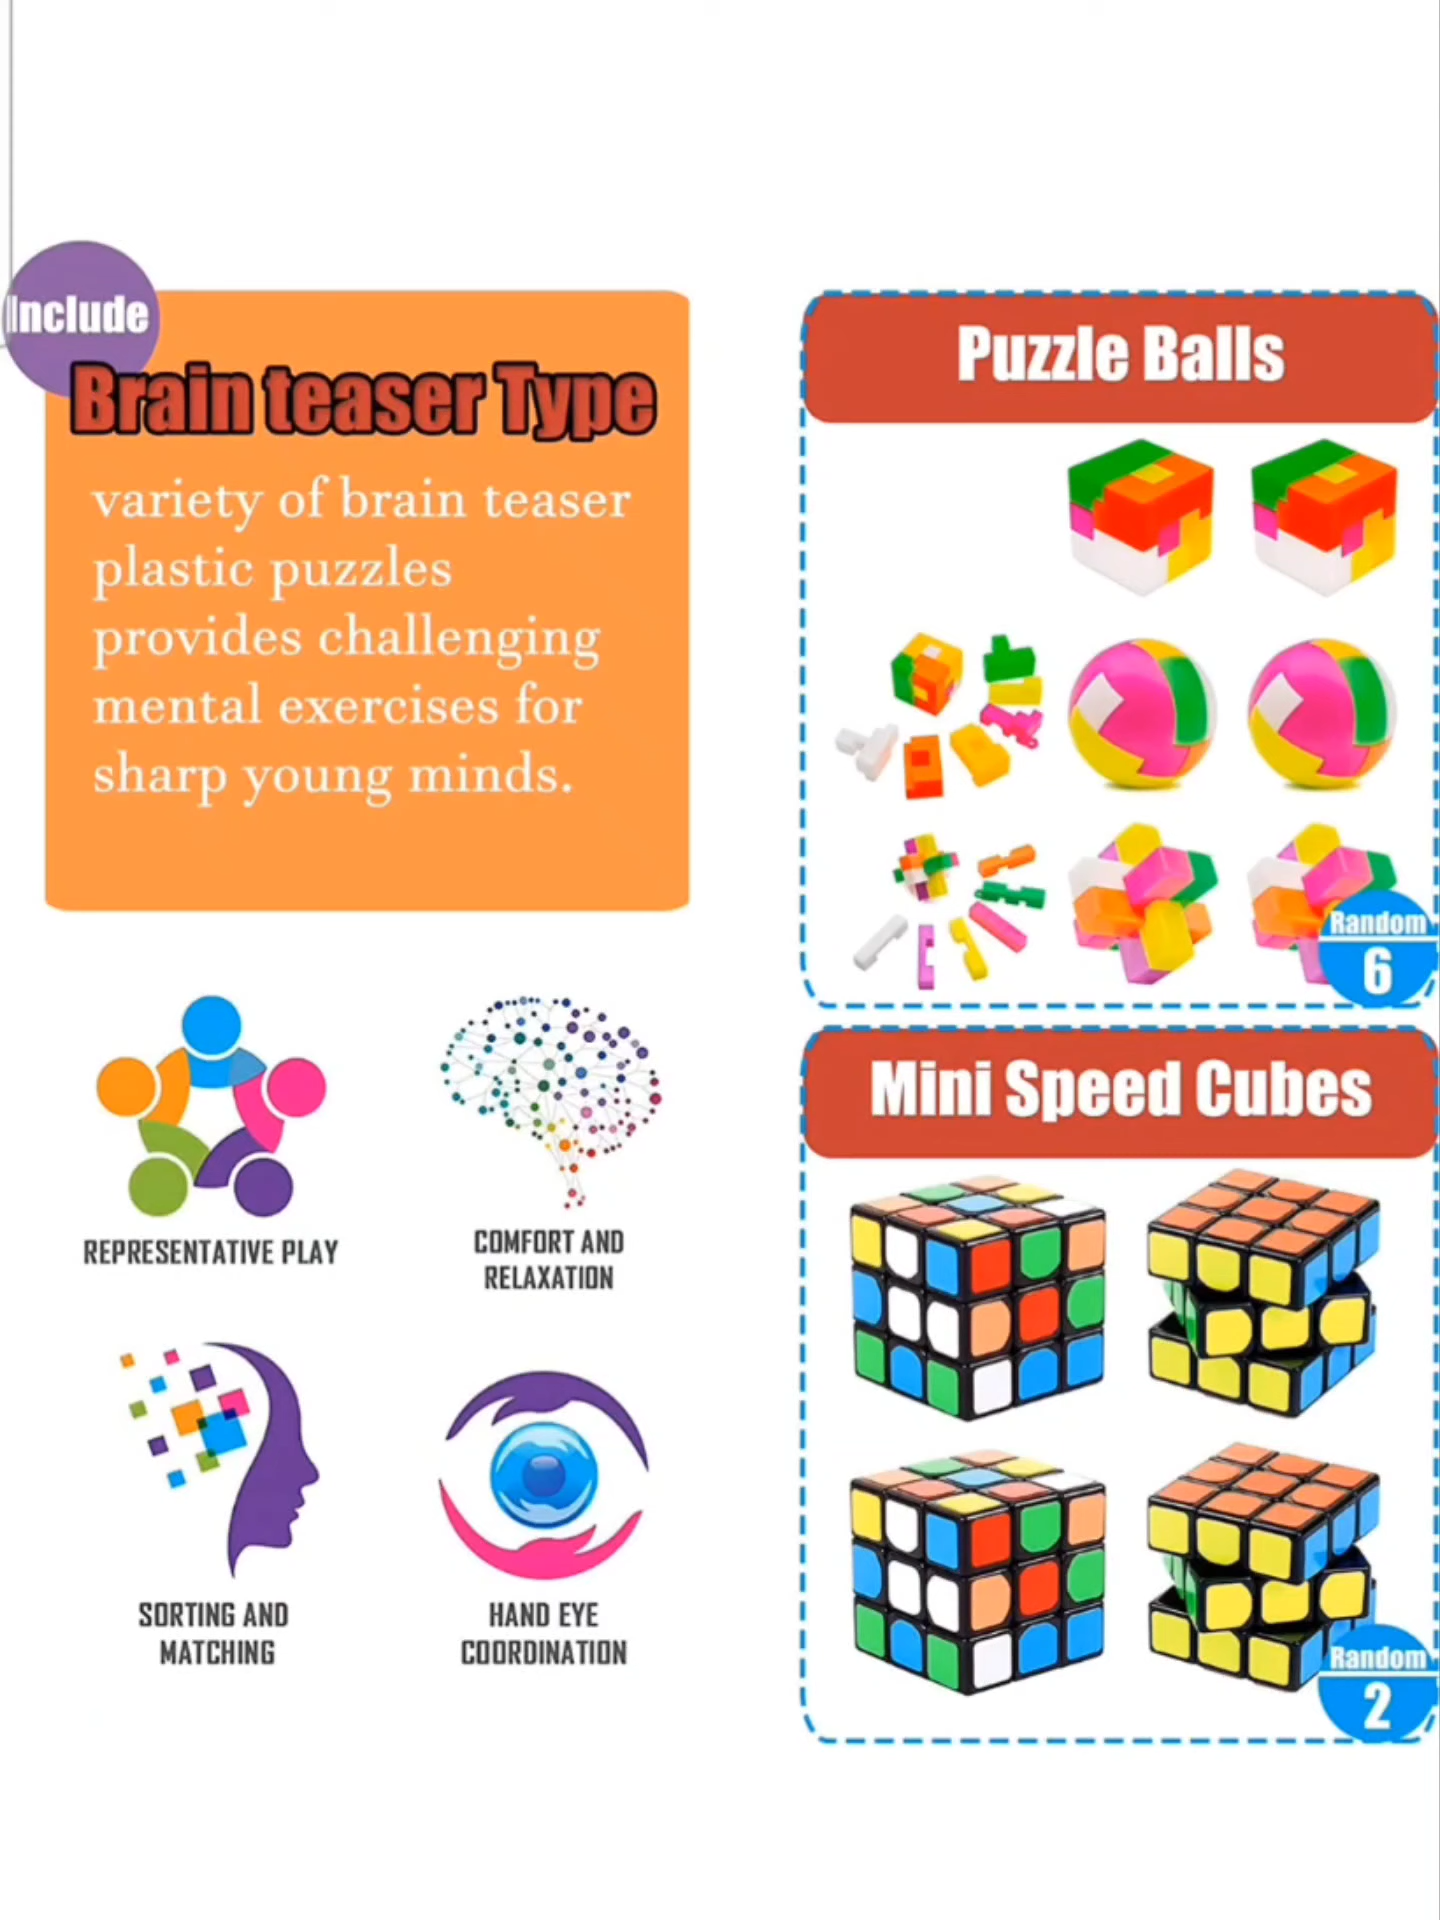 Include
Brain teaser Type
variety of brain teaser
plastic puzzles
provides challenging
mental exercises for
sharp young minds.
REPRESENTATIVE PLAY
COMFORT AND
RELAXATION
SORTING AND
MATCHING
HAND EYE
COORDINATION
Puzzle Balls
Random
6
Mini Speed Cubes
Random
2